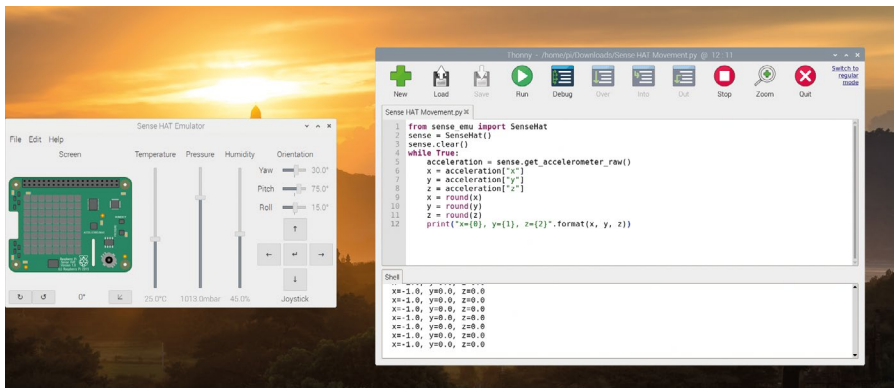 Sense HAT Emulator
File Edit Help
Screen
Temperature
Pressure
Humidity
Orientation
Yaw 30.0°
Pitch 75.0°
Roll 15.0°
↑
← ↵ →
↓
0°
25.0°C
1013.0mbar
45.0%
Joystick
Thonny - /home/pi/Downloads/Sense HAT Movement.py @ 12 : 11
New
Load
Save
Run
Debug
Over
Into
Out
Stop
Zoom
Quit
Switch to
regular
mode
Sense HAT Movement.py
1 from sense_emu import SenseHat
2 sense = SenseHat()
3 sense.clear()
4 while True:
5     acceleration = sense.get_accelerometer_raw()
6     x = acceleration["x"]
7     y = acceleration["y"]
8     z = acceleration["z"]
9     x = round(x)
10     y = round(y)
11     z = round(z)
12     print("x={0}, y={1}, z={2}".format(x, y, z))
Shell
x=-1.0, y=0.0, z=0.0
x=-1.0, y=0.0, z=0.0
x=-1.0, y=0.0, z=0.0
x=-1.0, y=0.0, z=0.0
x=-1.0, y=0.0, z=0.0
x=-1.0, y=0.0, z=0.0
x=-1.0, y=0.0, z=0.0